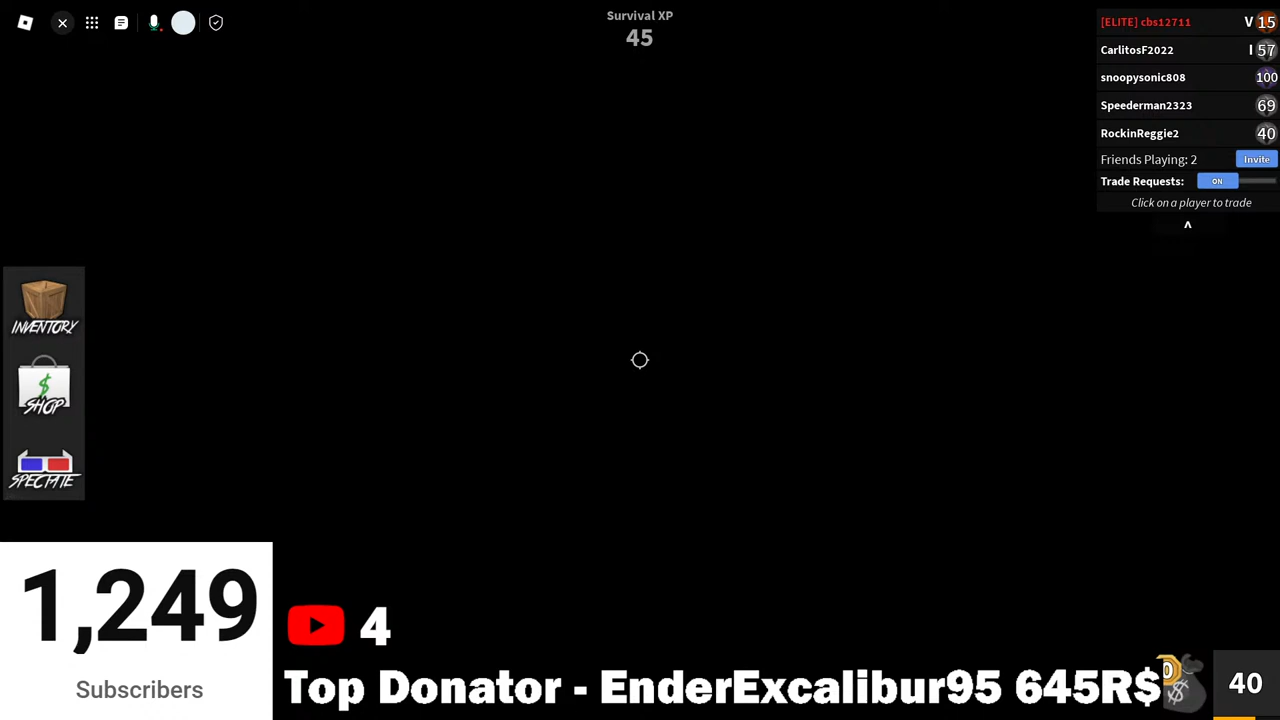 Survival XP
45
[ELITE] cbs12711 V 15
CarlitosF2022 I 57
snoopysonic808 100
Speederman2323 69
RockinReggie2 40
Friends Playing: 2 Invite
Trade Requests: ON
Click on a player to trade
INVENTORY
$
SHOP
SPECTATE
1,249
Subscribers
4
Top Donator - EnderExcalibur95 645R$
0
$
40